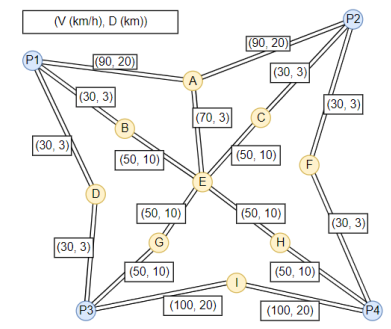 (V (km/h), D (km))
P2
(90, 20)
P1
(90, 20)
(30, 3)
A
(30, 3)
(30, 3)
(70, 3)
C
B
(30, 3)
(50, 10)
(50, 10)
F
E
D
(50, 10)
(50, 10)
(30, 3)
(30, 3)
G
H
(50, 10)
(50, 10)
I
(100, 20)
(100, 20)
P3
P4